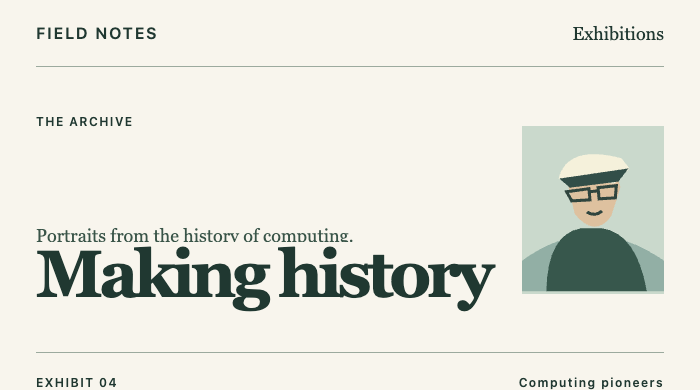 FIELD NOTES
Exhibitions
THE ARCHIVE
Portraits from the history of computing.
Making history
EXHIBIT 04
Computing pioneers